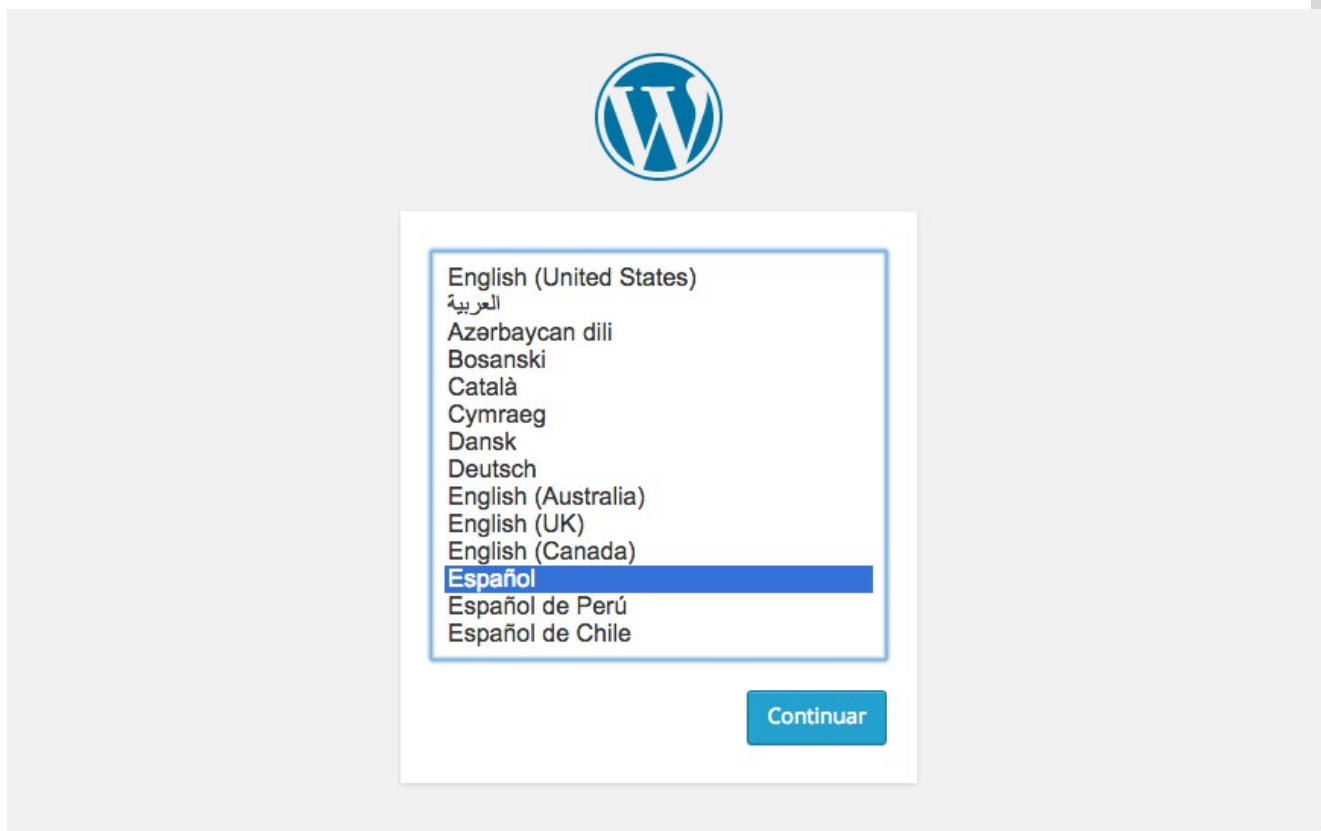 English (United States)
العربية
Azərbaycan dili
Bosanski
Català
Cymraeg
Dansk
Deutsch
English (Australia)
English (UK)
English (Canada)
Español
Español de Perú
Español de Chile
Continuar